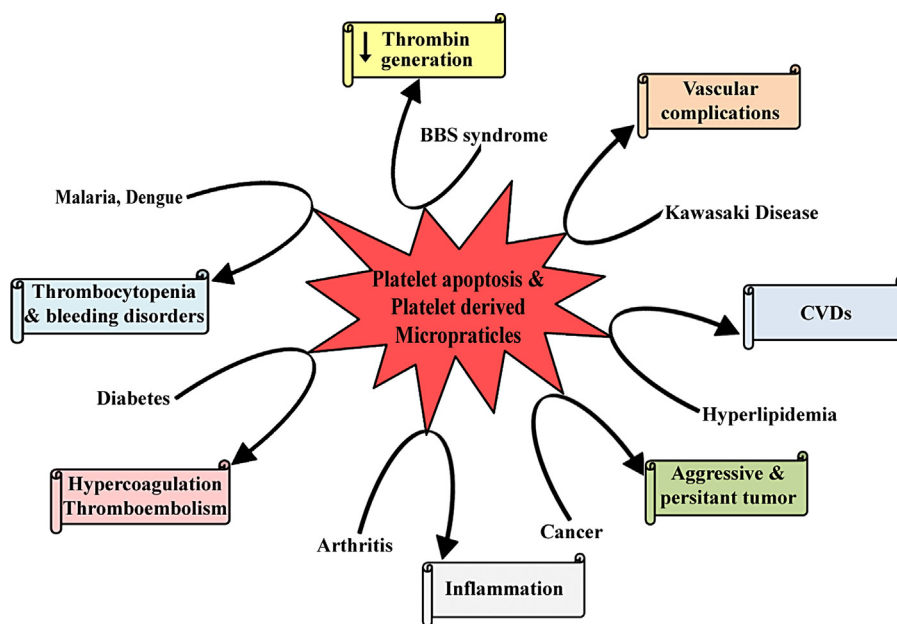 Thrombin
generation
BBS syndrome
Vascular
complications
Kawasaki Disease
Malaria, Dengue
Thrombocytopenia
& bleeding disorders
Platelet apoptosis &
Platelet derived
Micropraticles
CVDs
Hyperlipidemia
Diabetes
Hypercoagulation
Thromboembolism
Aggressive &
persitant tumor
Arthritis
Cancer
Inflammation